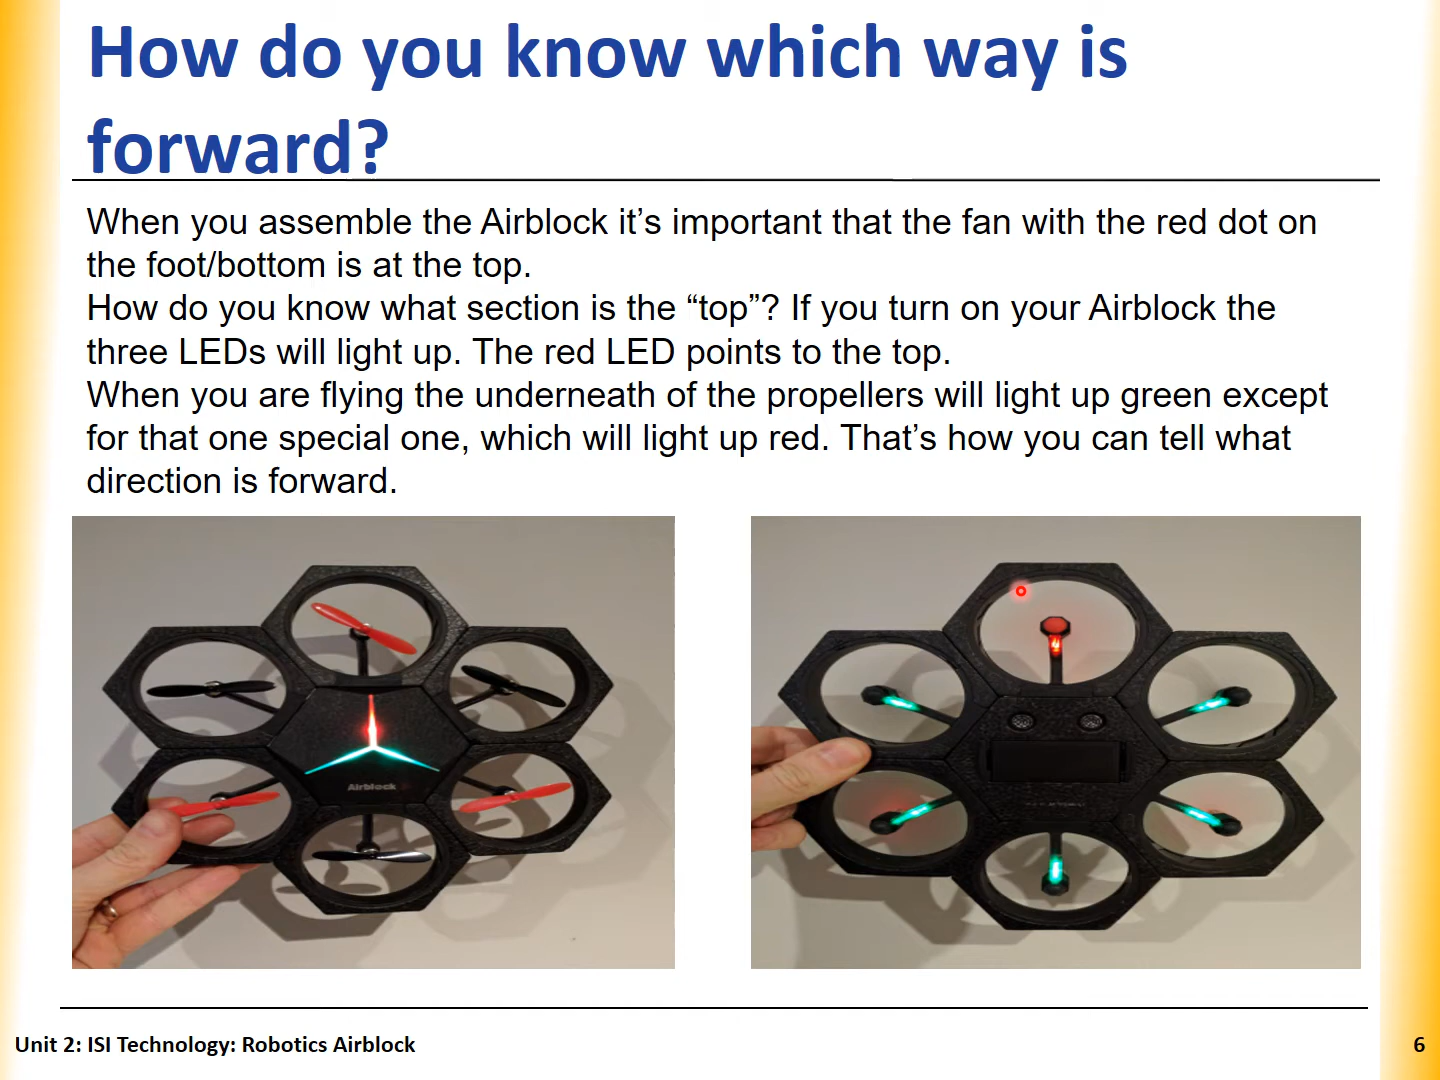 How do you know which way is
forward?
When you assemble the Airblock it’s important that the fan with the red dot on
the foot/bottom is at the top.
How do you know what section is the “top”? If you turn on your Airblock the
three LEDs will light up. The red LED points to the top.
When you are flying the underneath of the propellers will light up green except
for that one special one, which will light up red. That’s how you can tell what
direction is forward.
Airblock
Unit 2: ISI Technology: Robotics Airblock
6